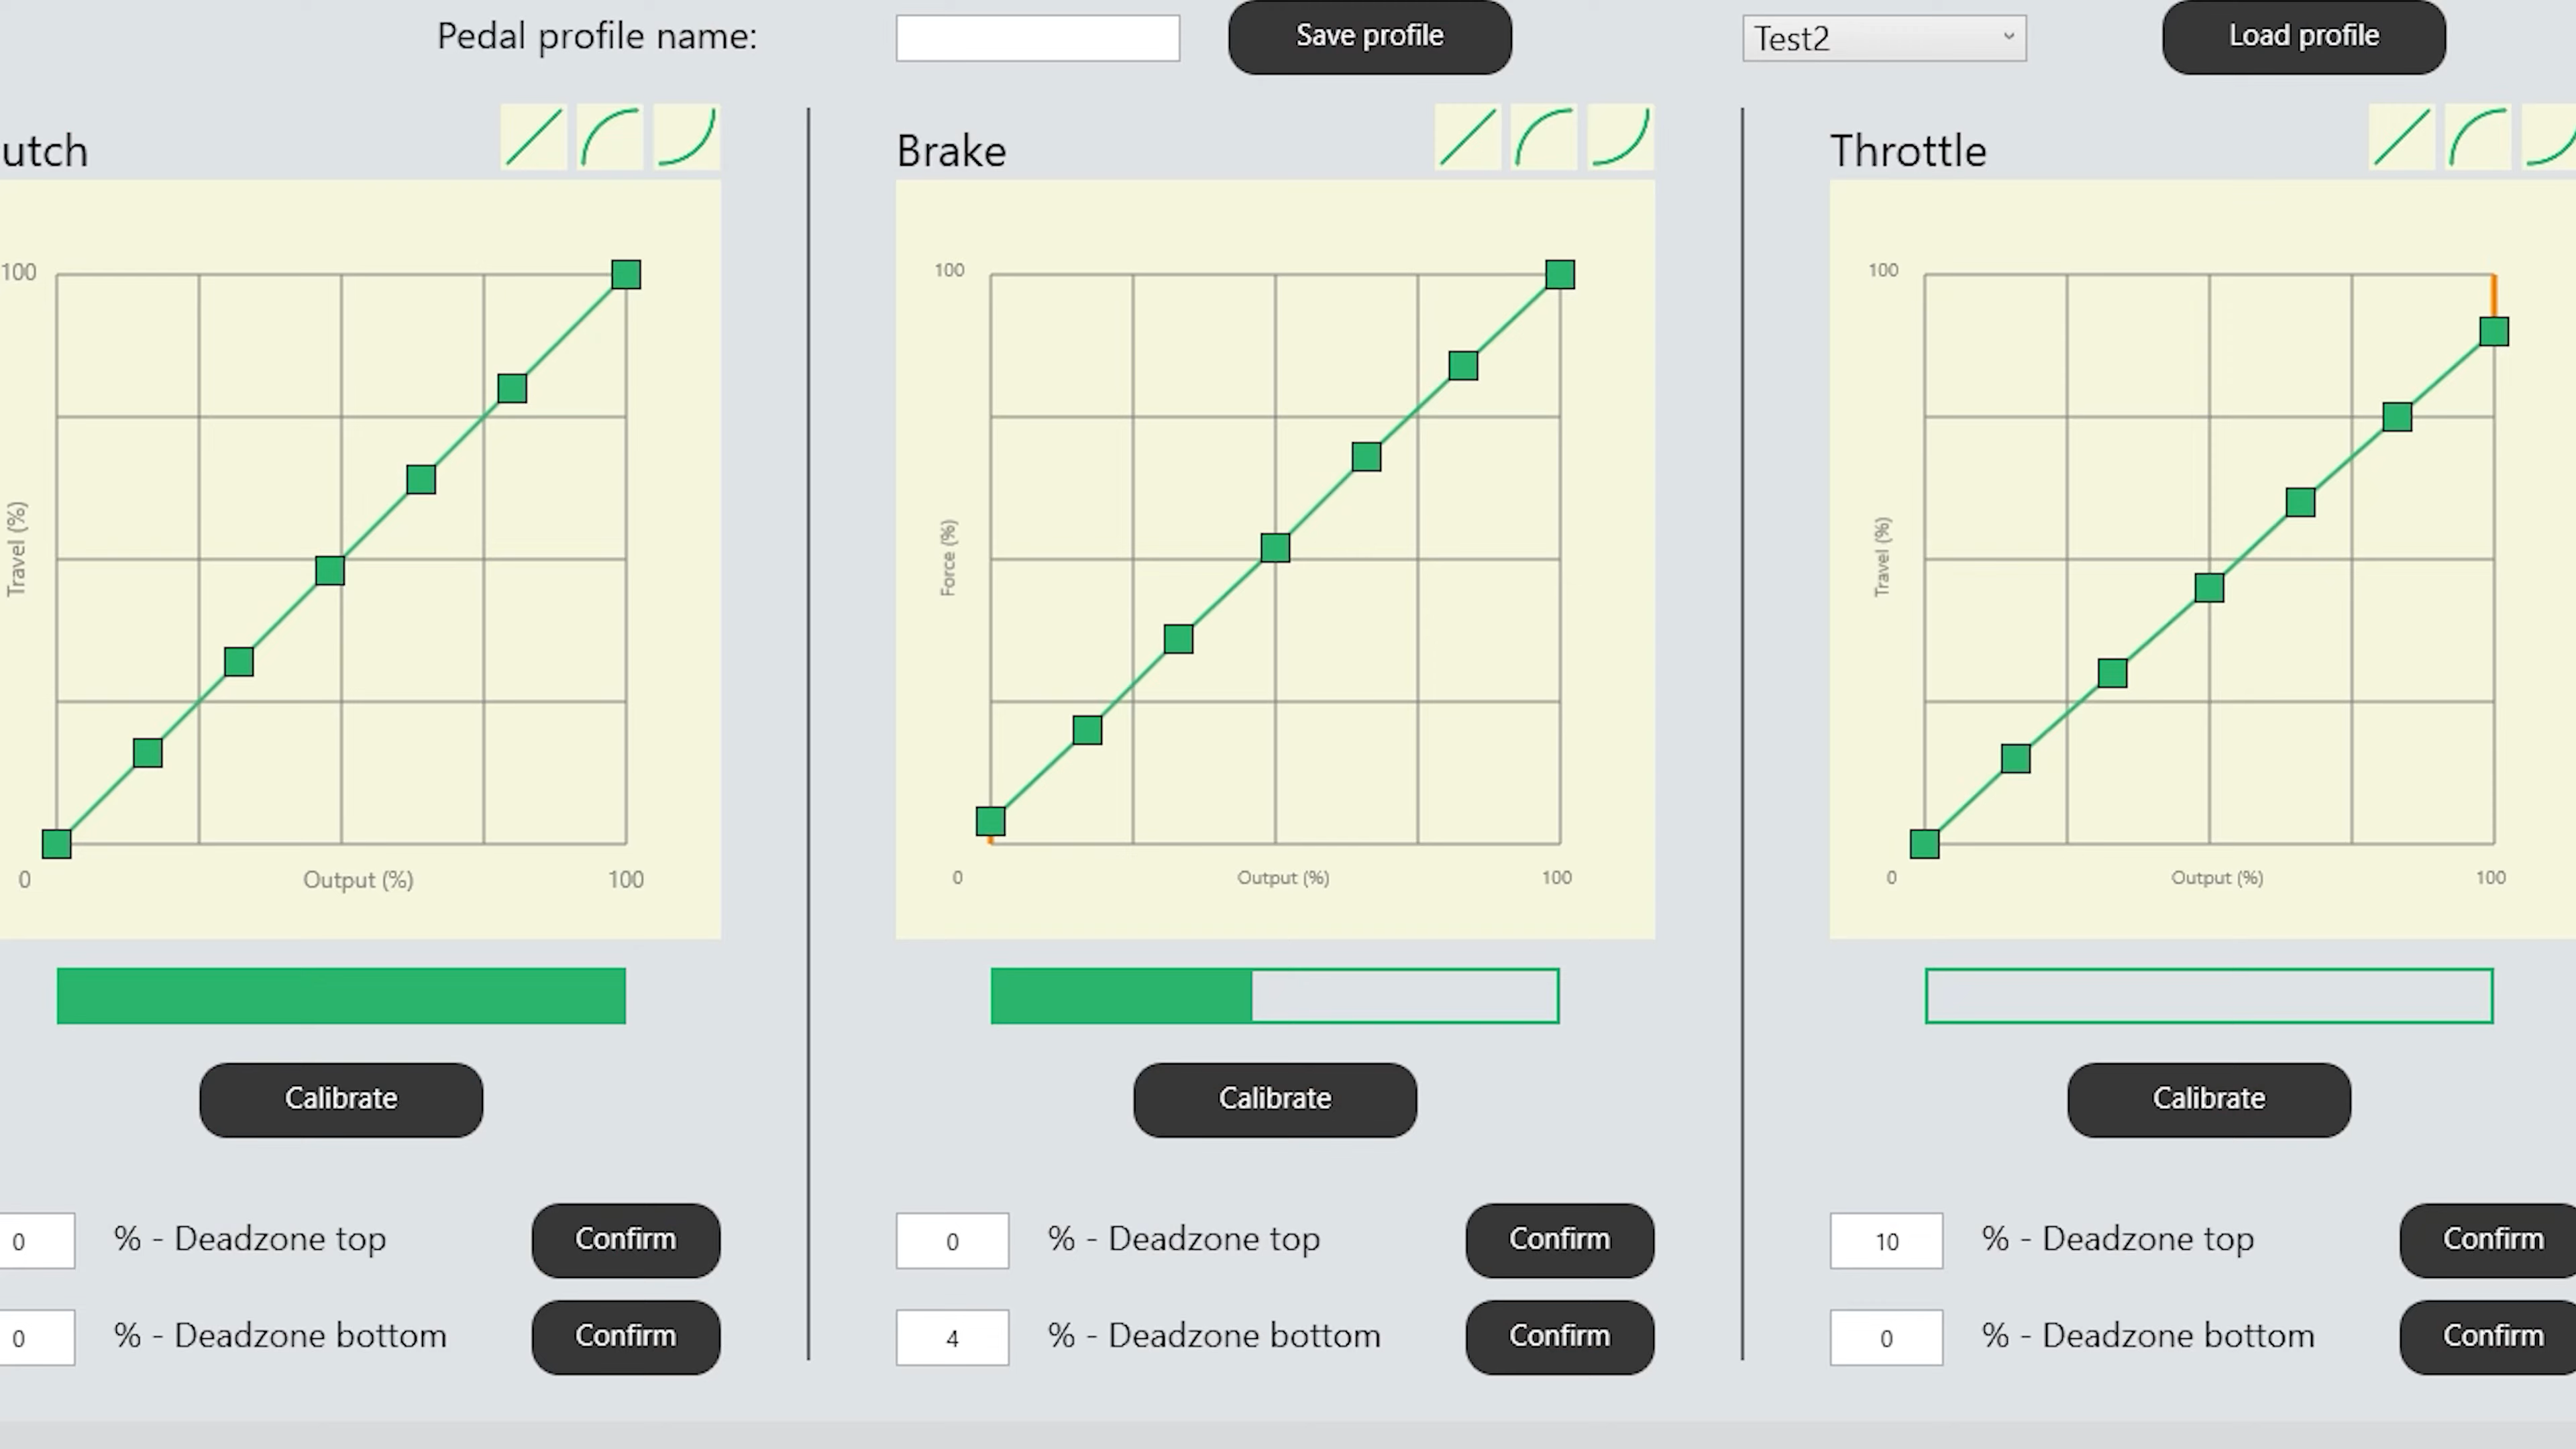 Pedal profile name:
Save profile
Test2
Load profile
utch
100
Travel (%)
0
Output (%)
100
Calibrate
0
% - Deadzone top
Confirm
0
% - Deadzone bottom
Confirm
Brake
100
Force (%)
0
Output (%)
100
Calibrate
0
% - Deadzone top
Confirm
4
% - Deadzone bottom
Confirm
Throttle
100
Travel (%)
0
Output (%)
100
Calibrate
10
% - Deadzone top
Confirm
0
% - Deadzone bottom
Confirm